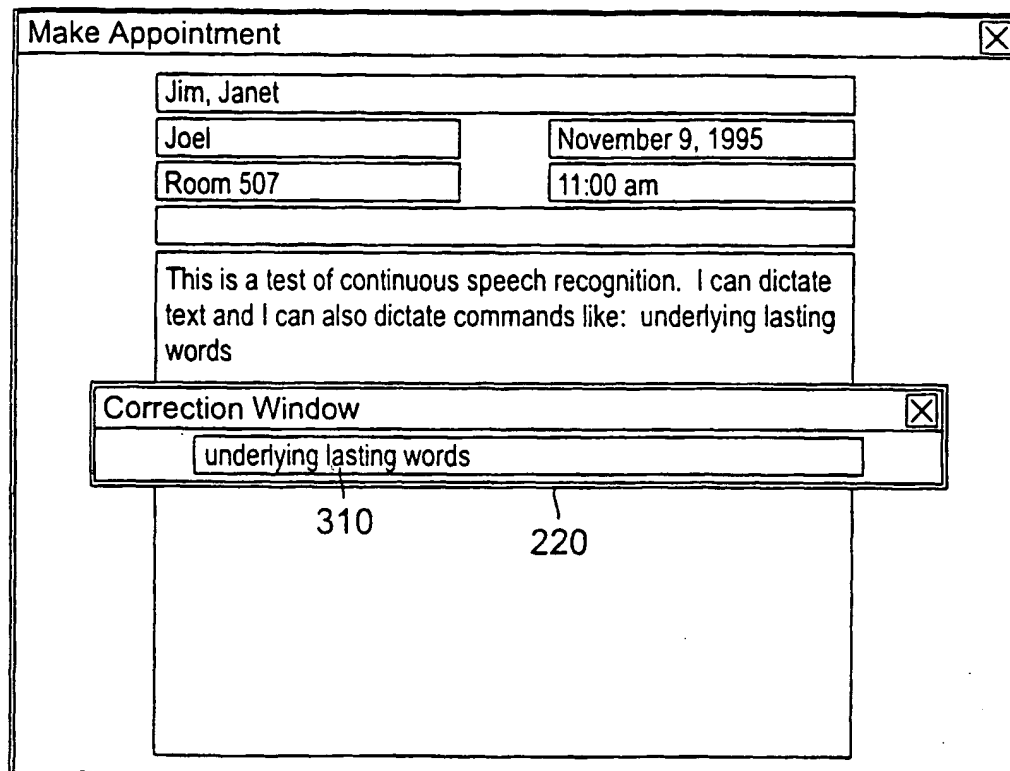 Make Appointment
Jim, Janet
Joel
November 9, 1995
Room 507
11:00 am
This is a test of continuous speech recognition. I can dictate
text and I can also dictate commands like: underlying lasting
words
Correction Window
underlying lasting words
310
220